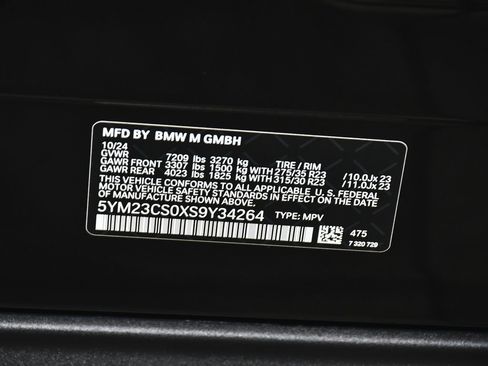 MFD BY BMW M GMBH
10/24
GVWR 7209 lbs 3270 kg TIRE / RIM
GAWR FRONT 3307 lbs 1500 kg WITH 275/35 R23 /10.0Jx 23
GAWR REAR 4023 lbs 1825 kg WITH 315/30 R23 /11.0Jx 23
THIS VEHICLE CONFORMS TO ALL APPLICABLE U.S. FEDERAL
MOTOR VEHICLE SAFETY STANDARDS IN EFFECT ON THE DATE
OF MANUFACTURE SHOWN ABOVE.
5YM23CS0XS9Y34264 TYPE: MPV
475
7 320 729